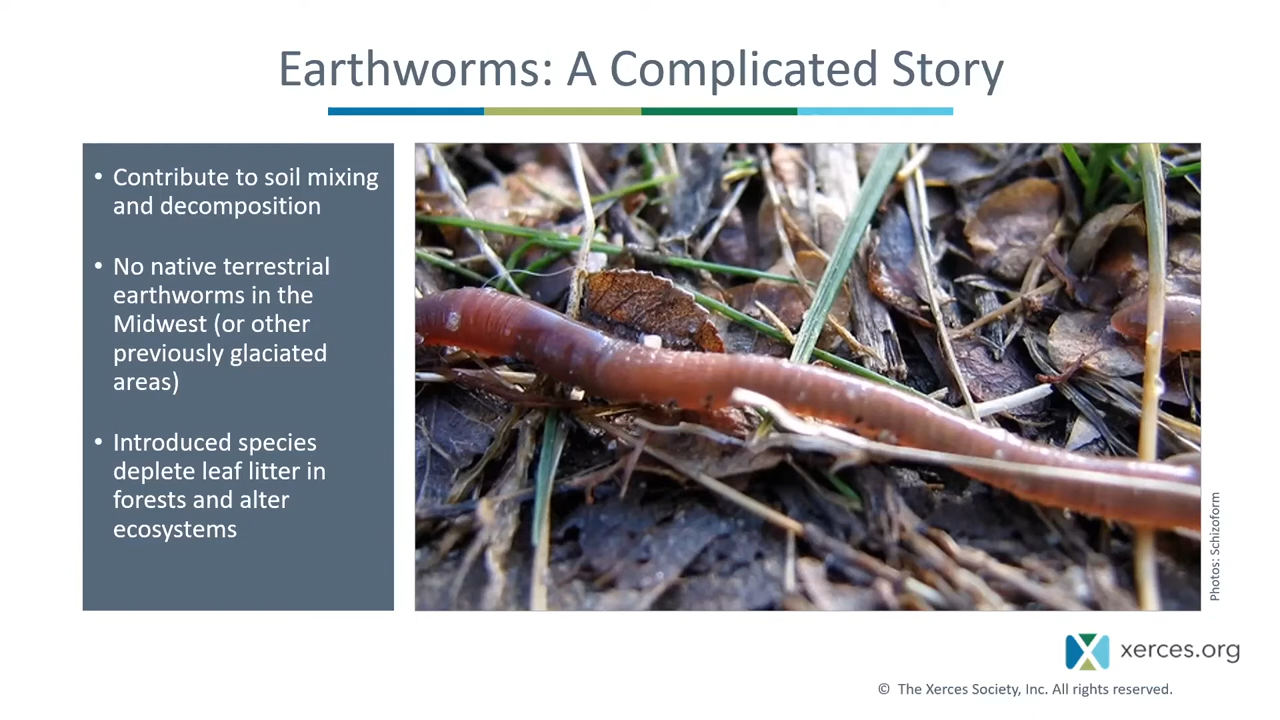 Earthworms: A Complicated Story
• Contribute to soil mixing
and decomposition
• No native terrestrial
earthworms in the
Midwest (or other
previously glaciated
areas)
• Introduced species
deplete leaf litter in
forests and alter
ecosystems
Photos: Schizoform
xerces.org
© The Xerces Society, Inc. All rights reserved.